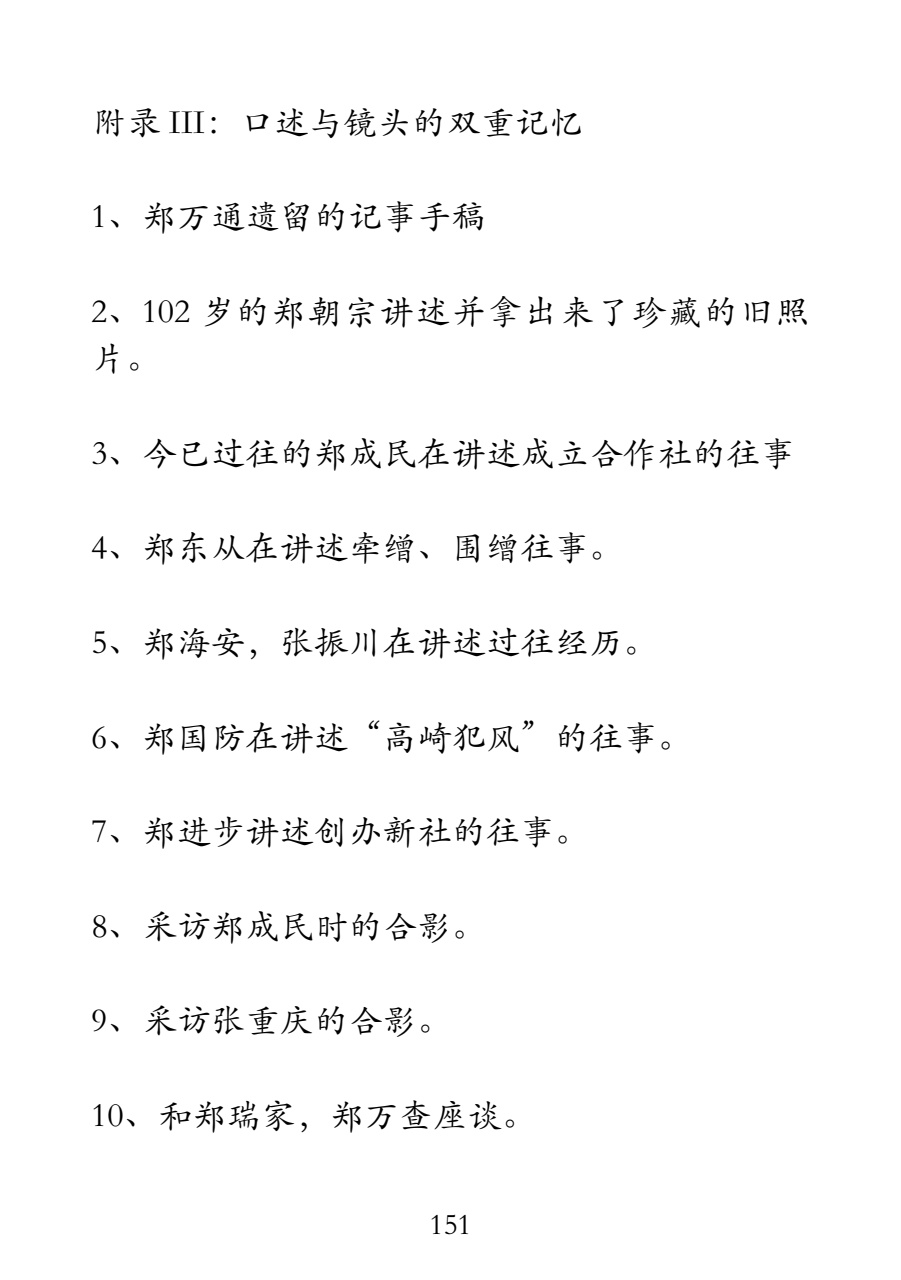 附录 III：口述与镜头的双重记忆
1、郑万通遗留的记事手稿
2、102 岁的郑朝宗讲述并拿出来了珍藏的旧照
片。
3、今已过往的郑成民在讲述成立合作社的往事
4、郑东从在讲述牵缯、围缯往事。
5、郑海安，张振川在讲述过往经历。
6、郑国防在讲述“高崎犯风”的往事。
7、郑进步讲述创办新社的往事。
8、采访郑成民时的合影。
9、采访张重庆的合影。
10、和郑瑞家，郑万查座谈。
151